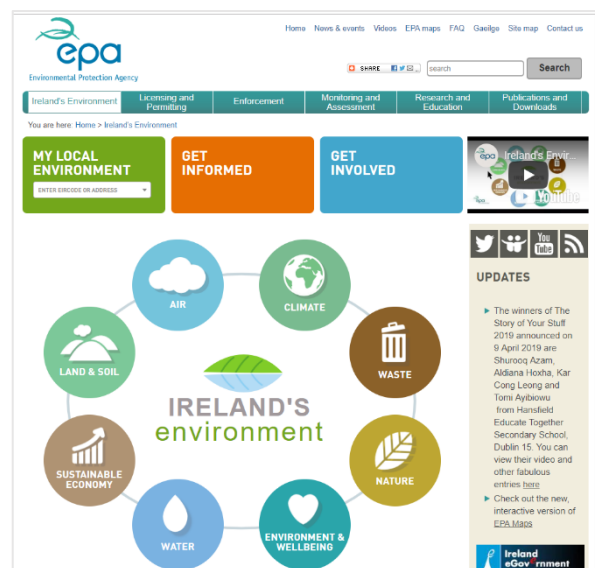 Home News & events Videos EPA maps FAQ Gaeilge Site map Contact us
epa
Environmental Protection Agency
SHARE
search
Search
Ireland's Environment
Licensing and
Permitting
Enforcement
Monitoring and
Assessment
Research and
Education
Publications and
Downloads
You are here: Home > Ireland's Environment
MY LOCAL
ENVIRONMENT
ENTER EIRCODE OR ADDRESS
GET
INFORMED
GET
INVOLVED
epa
Ireland's Envir...
YouTube
You
Tube
UPDATES
The winners of The
Story of Your Stuff
2019 announced on
9 April 2019 are
Shurooq Azam,
Aldiana Hoxha, Kar
Cong Leong and
Tomi Ayibiowu
from Hansfield
Educate Together
Secondary School,
Dublin 15. You can
view their video and
other fabulous
entries here
Check out the new,
interactive version of
EPA Maps
Ireland
eGovernment
AIR
CLIMATE
LAND & SOIL
WASTE
IRELAND'S
environment
SUSTAINABLE
ECONOMY
NATURE
WATER
ENVIRONMENT &
WELLBEING